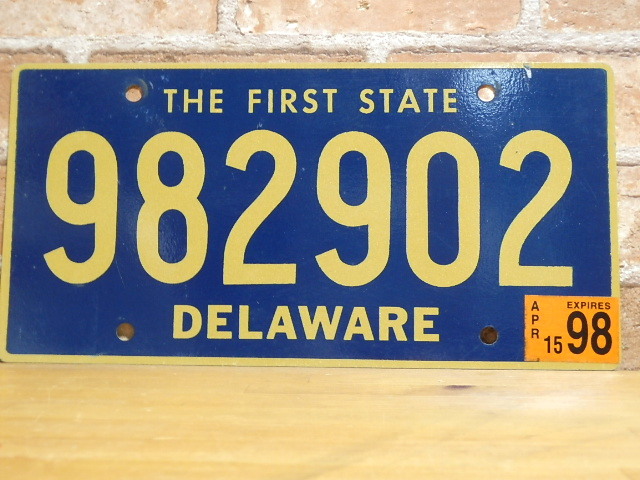 THE FIRST STATE
982902
DELAWARE
APR EXPIRES
15 98